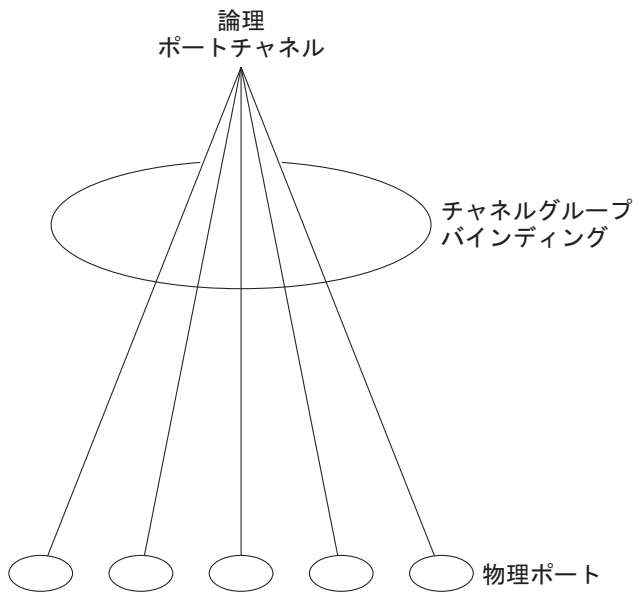 論理
ポートチャネル
チャネルグループ
バインディング
物理ポート